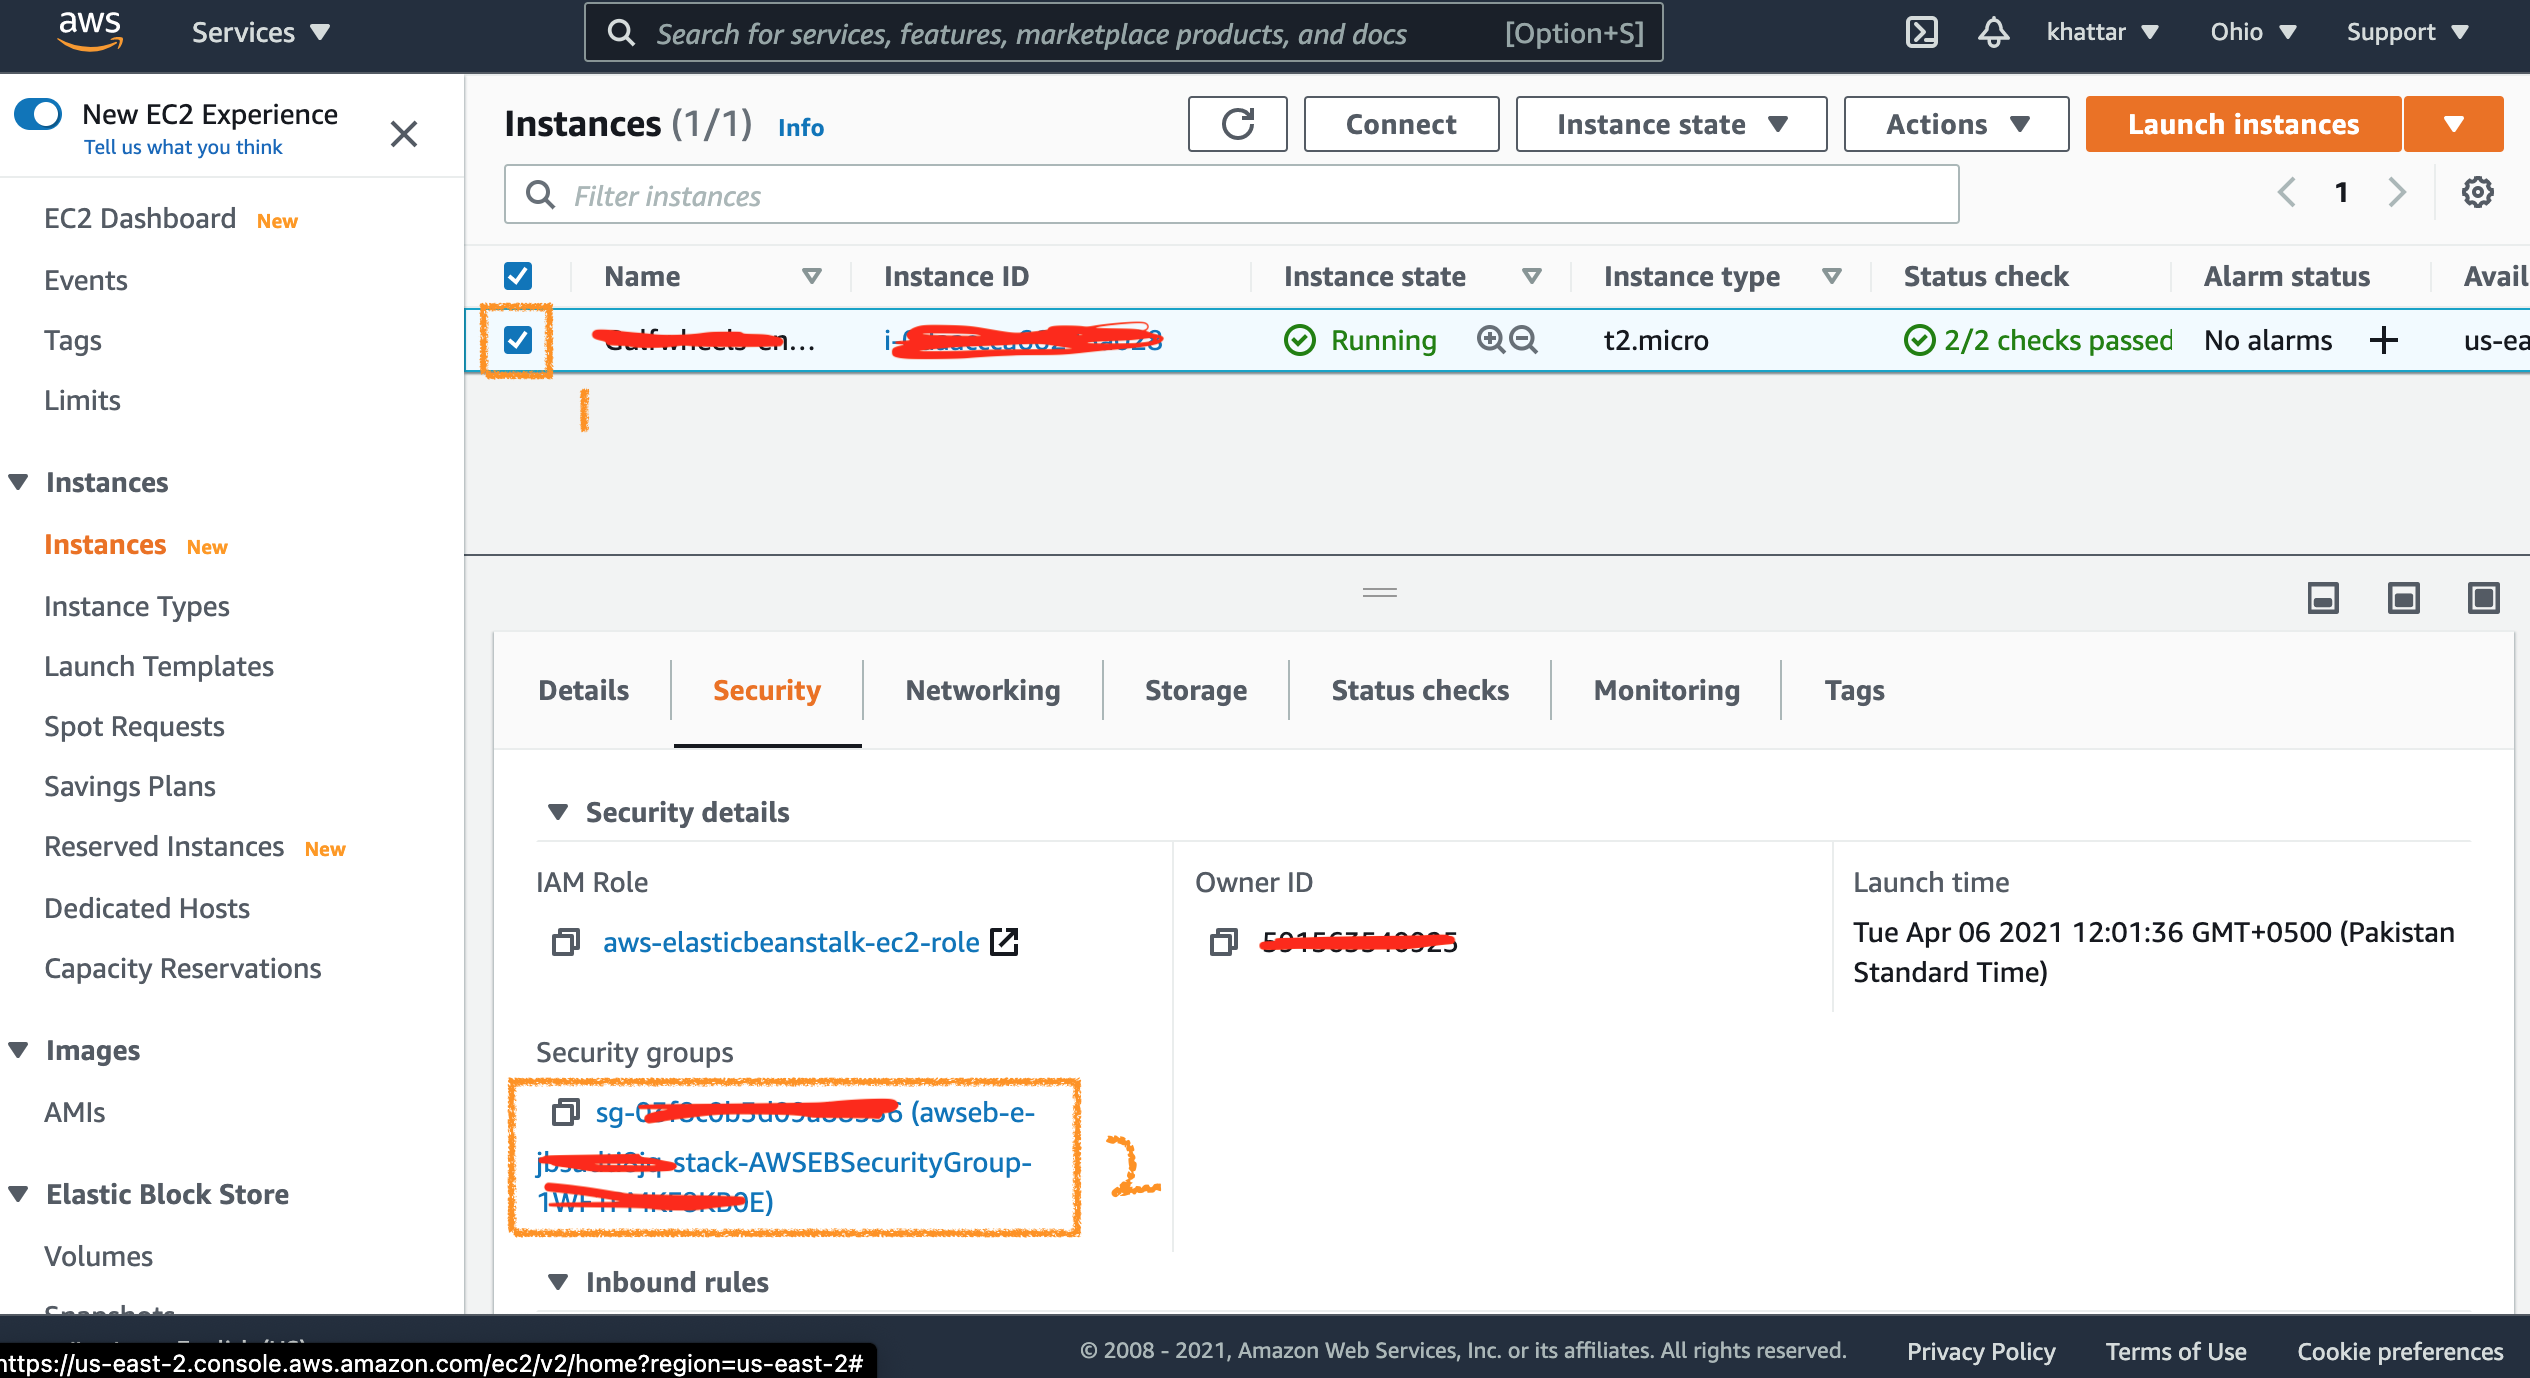 aws
Services
Search for services, features, marketplace products, and docs [Option+S]
khattar
Ohio
Support
New EC2 Experience
Tell us what you think
EC2 Dashboard New
Events
Tags
Limits
Instances
Instances New
Instance Types
Launch Templates
Spot Requests
Savings Plans
Reserved Instances New
Dedicated Hosts
Capacity Reservations
Images
AMIs
Elastic Block Store
Volumes
Snapshots
Instances (1/1) Info
Connect
Instance state
Actions
Launch instances
Filter instances
1
Name Instance ID Instance state Instance type Status check Alarm status Avail
Running t2.micro 2/2 checks passed No alarms + us-ea
1
Details Security Networking Storage Status checks Monitoring Tags
Security details
IAM Role
aws-elasticbeanstalk-ec2-role
Owner ID
Launch time
Tue Apr 06 2021 12:01:36 GMT+0500 (Pakistan
Standard Time)
Security groups
(awseb-e-
stack-AWSEBSecurityGroup-
2
Inbound rules
© 2008 - 2021, Amazon Web Services, Inc. or its affiliates. All rights reserved.
Privacy Policy
Terms of Use
Cookie preferences
https://us-east-2.console.aws.amazon.com/ec2/v2/home?region=us-east-2#